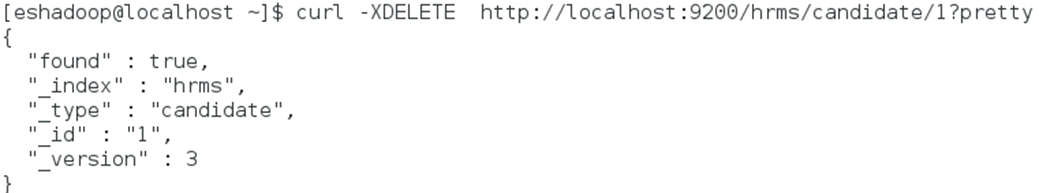 [eshadoop@localhost ~]$ curl -XDELETE  http://localhost:9200/hrms/candidate/1?pretty
{
  "found" : true,
  "_index" : "hrms",
  "_type" : "candidate",
  "_id" : "1",
  "_version" : 3
}